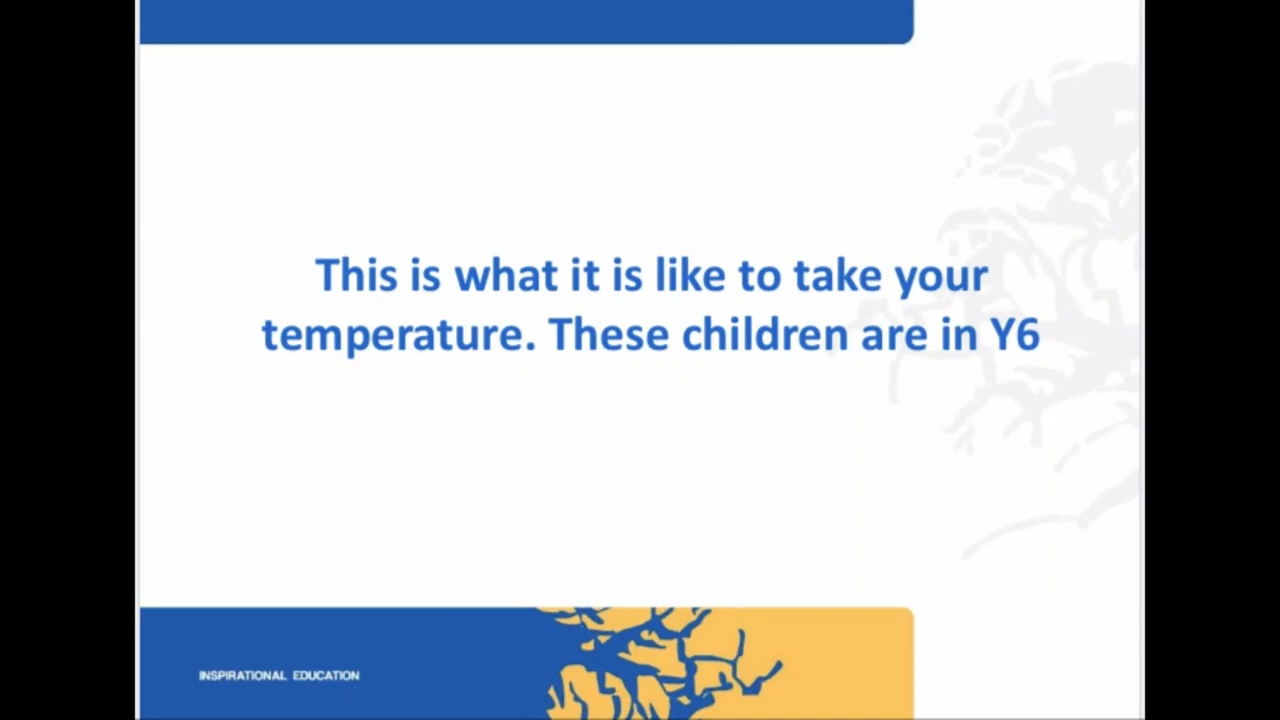 This is what it is like to take your
temperature. These children are in Y6
INSPIRATIONAL EDUCATION